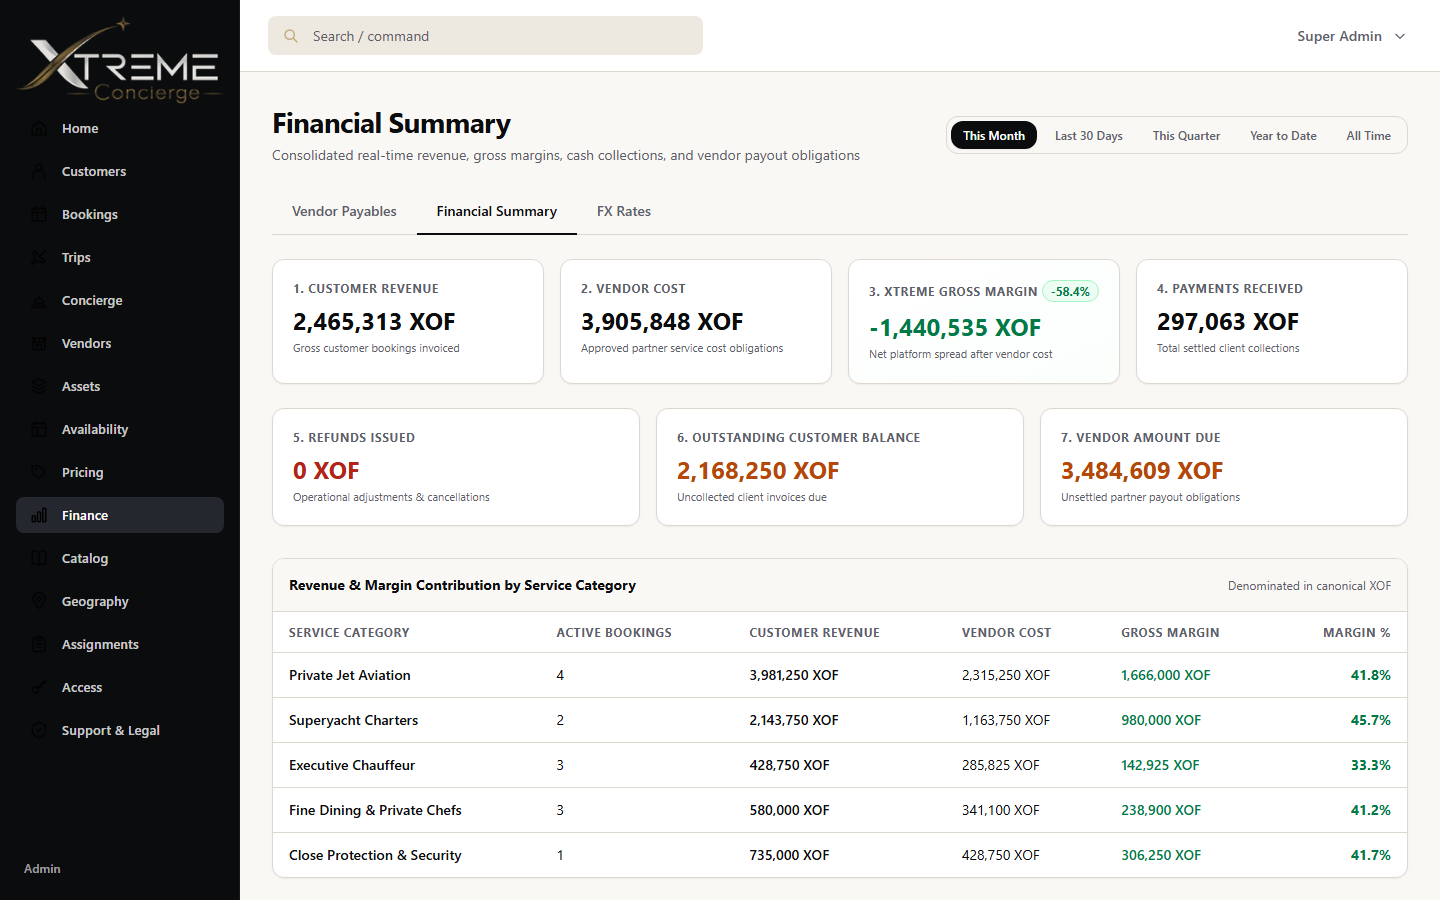 XTREME
Concierge
Home
Customers
Bookings
Trips
Concierge
Vendors
Assets
Availability
Pricing
Finance
Catalog
Geography
Assignments
Access
Support & Legal
Admin
Search / command
Super Admin
Financial Summary
Consolidated real-time revenue, gross margins, cash collections, and vendor payout obligations
This Month Last 30 Days This Quarter Year to Date All Time
Vendor Payables Financial Summary FX Rates
1. CUSTOMER REVENUE
2,465,313 XOF
Gross customer bookings invoiced
2. VENDOR COST
3,905,848 XOF
Approved partner service cost obligations
3. XTREME GROSS MARGIN -58.4%
-1,440,535 XOF
Net platform spread after vendor cost
4. PAYMENTS RECEIVED
297,063 XOF
Total settled client collections
5. REFUNDS ISSUED
0 XOF
Operational adjustments & cancellations
6. OUTSTANDING CUSTOMER BALANCE
2,168,250 XOF
Uncollected client invoices due
7. VENDOR AMOUNT DUE
3,484,609 XOF
Unsettled partner payout obligations
Revenue & Margin Contribution by Service Category Denominated in canonical XOF
SERVICE CATEGORY ACTIVE BOOKINGS CUSTOMER REVENUE VENDOR COST GROSS MARGIN MARGIN %
Private Jet Aviation 4 3,981,250 XOF 2,315,250 XOF 1,666,000 XOF 41.8%
Superyacht Charters 2 2,143,750 XOF 1,163,750 XOF 980,000 XOF 45.7%
Executive Chauffeur 3 428,750 XOF 285,825 XOF 142,925 XOF 33.3%
Fine Dining & Private Chefs 3 580,000 XOF 341,100 XOF 238,900 XOF 41.2%
Close Protection & Security 1 735,000 XOF 428,750 XOF 306,250 XOF 41.7%